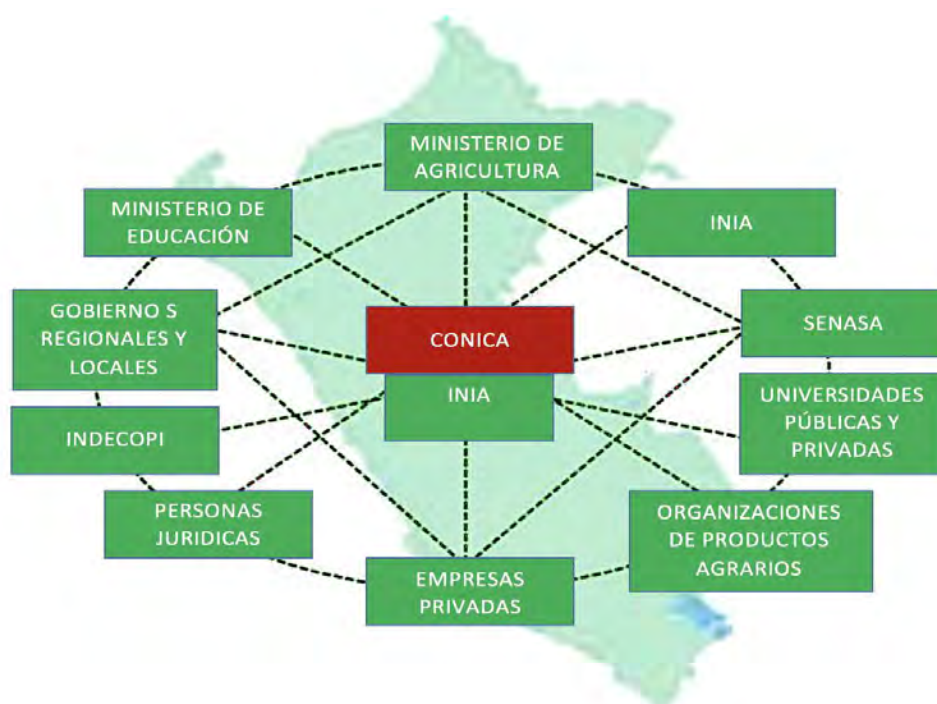 MINISTERIO DE
AGRICULTURA
MINISTERIO DE
EDUCACIÓN
INIA
GOBIERNO S
REGIONALES Y
LOCALES
CONICA
SENASA
INIA
INDECOPI
UNIVERSIDADES
PÚBLICAS Y
PRIVADAS
PERSONAS
JURIDICAS
ORGANIZACIONES
DE PRODUCTOS
AGRARIOS
EMPRESAS
PRIVADAS